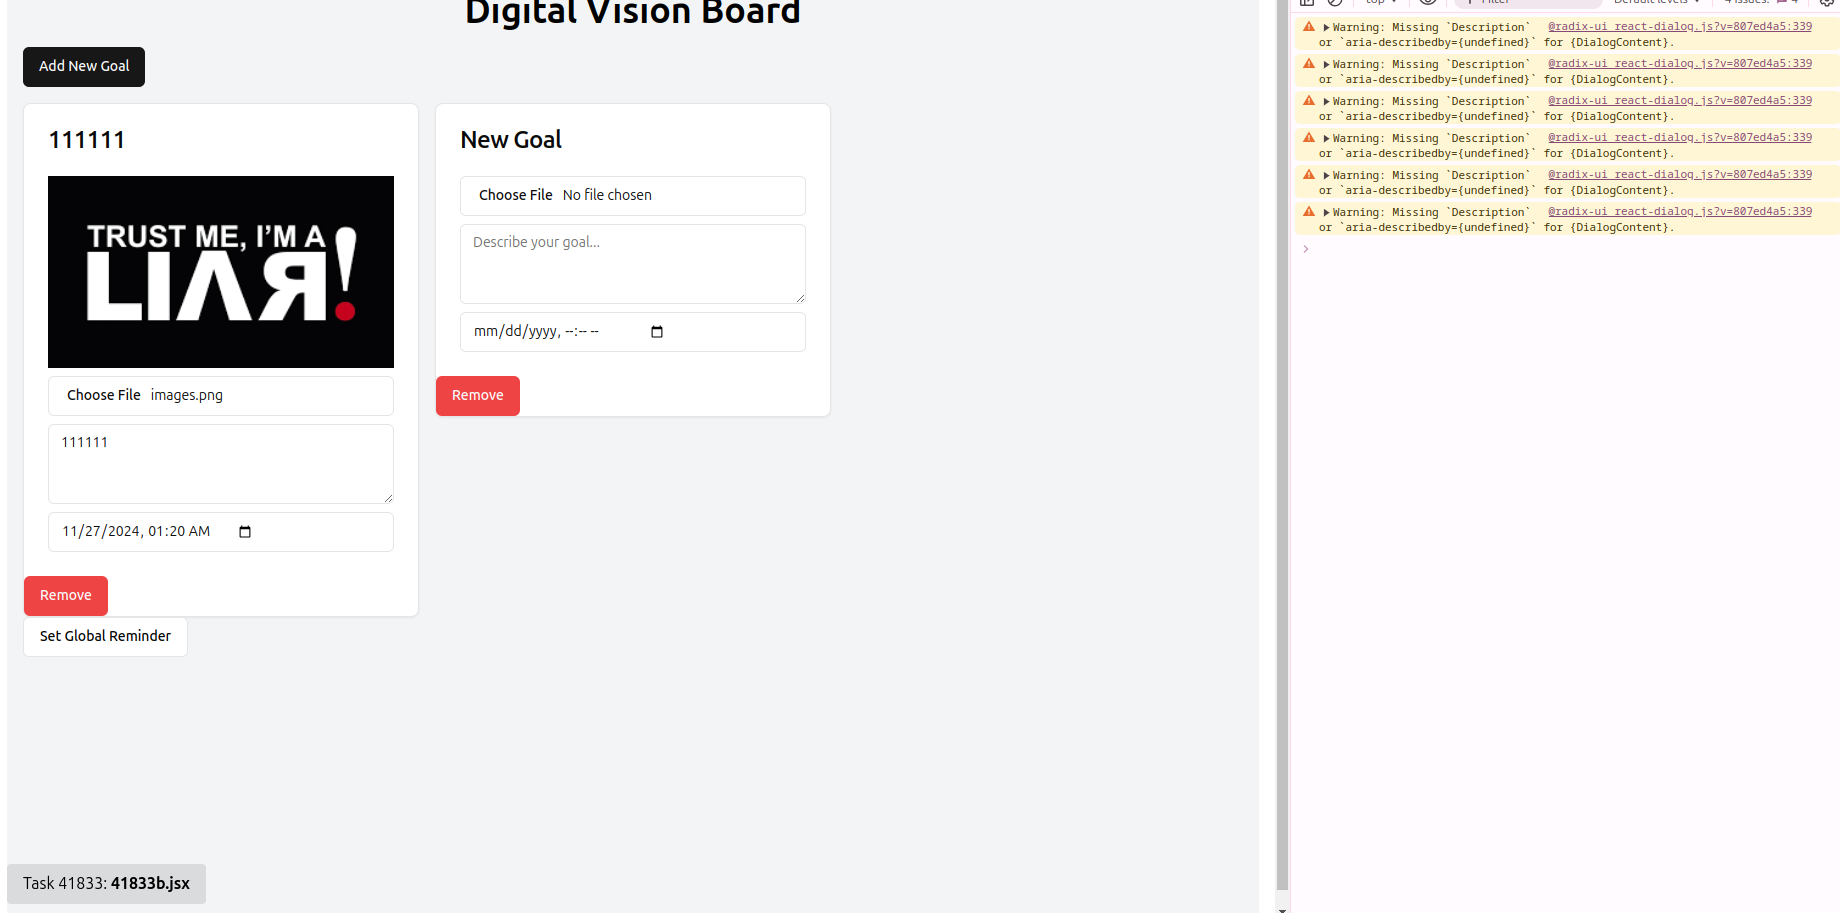 Digital Vision Board
Add New Goal
111111
TRUST ME, I'M A
LIAR!
Choose File images.png
111111
11/27/2024, 01:20 AM
Remove
Set Global Reminder
New Goal
Choose File No file chosen
Describe your goal...
mm/dd/yyyy, --:-- --
Remove
Task 41833: 41833b.jsx
top
Filter
Default levels
4 Issues: 4
Warning: Missing `Description` @radix-ui_react-dialog.js?v=807ed4a5:339
or `aria-describedby={undefined}` for {DialogContent}.
Warning: Missing `Description` @radix-ui_react-dialog.js?v=807ed4a5:339
or `aria-describedby={undefined}` for {DialogContent}.
Warning: Missing `Description` @radix-ui_react-dialog.js?v=807ed4a5:339
or `aria-describedby={undefined}` for {DialogContent}.
Warning: Missing `Description` @radix-ui_react-dialog.js?v=807ed4a5:339
or `aria-describedby={undefined}` for {DialogContent}.
Warning: Missing `Description` @radix-ui_react-dialog.js?v=807ed4a5:339
or `aria-describedby={undefined}` for {DialogContent}.
Warning: Missing `Description` @radix-ui_react-dialog.js?v=807ed4a5:339
or `aria-describedby={undefined}` for {DialogContent}.